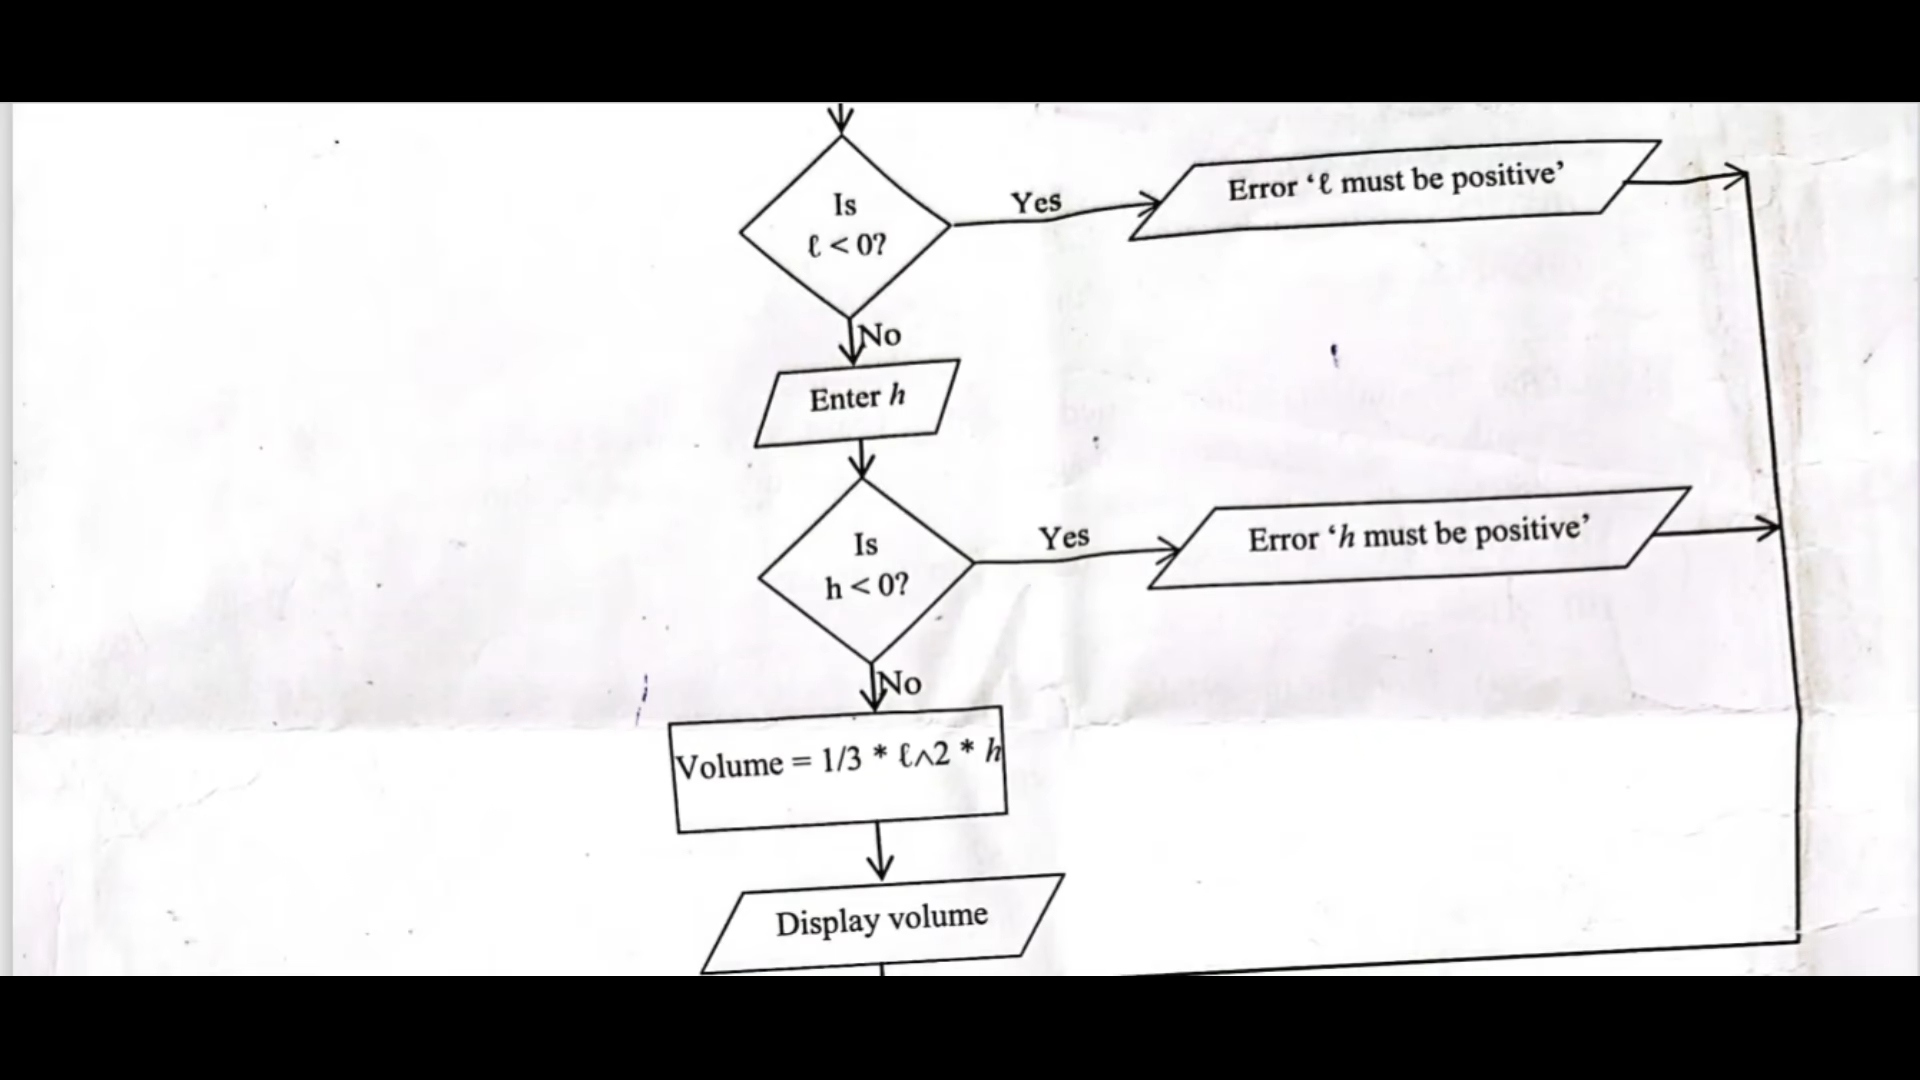 Is
ℓ < 0?
Yes
Error ‘ℓ must be positive’
No
Enter h
Is
h < 0?
Yes
Error ‘h must be positive’
No
Volume = 1/3 * ℓ^2 * h
Display volume